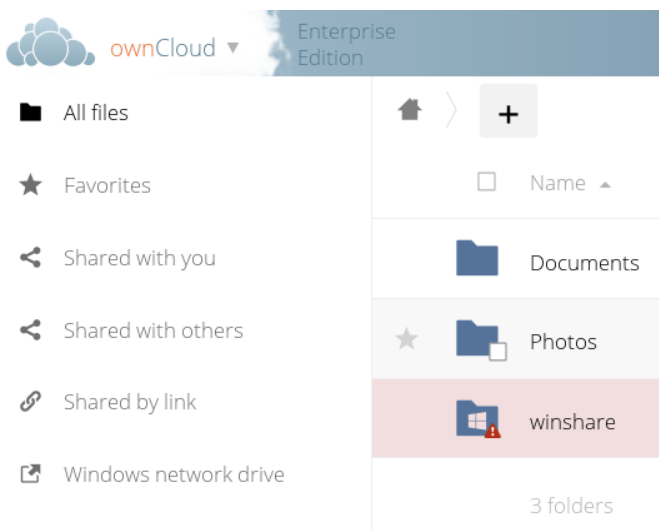 ownCloud
Enterprise
Edition
All files
Favorites
Shared with you
Shared with others
Shared by link
Windows network drive
+
Name
Documents
Photos
winshare
3 folders